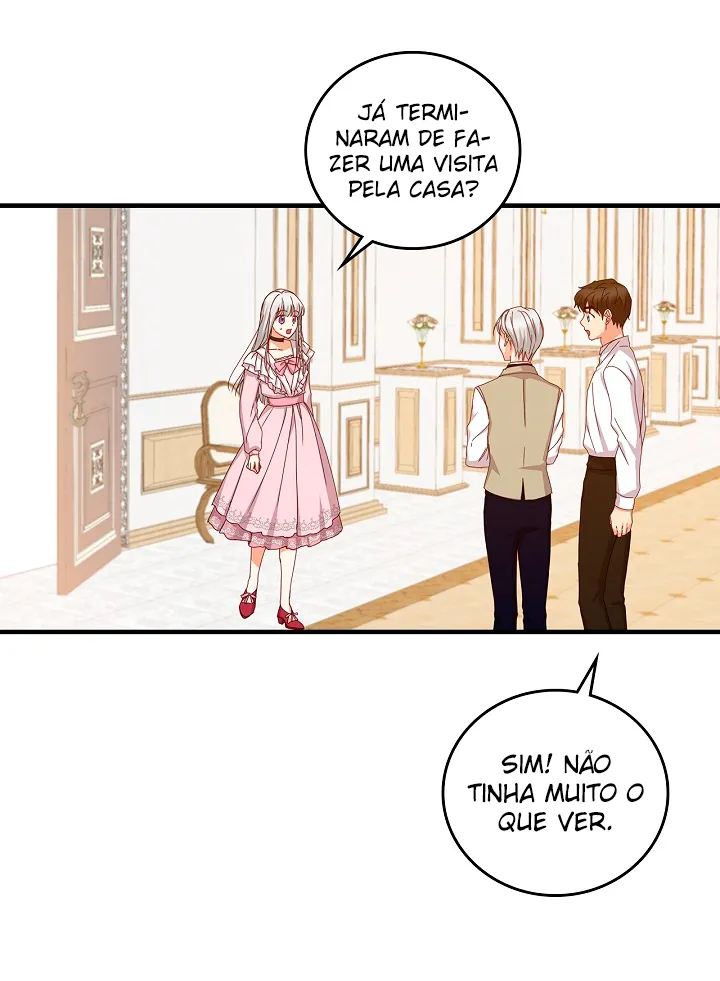 JÁ TERMI-
NARAM DE FA-
ZER UMA VISITA
PELA CASA?
SIM! NÃO
TINHA MUITO O
QUE VER.